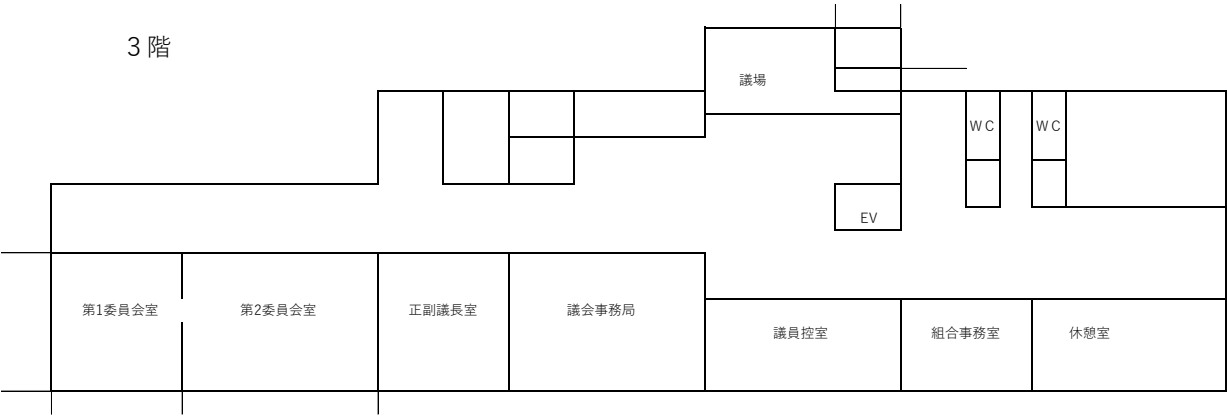 ３階
議場
ＷＣ
ＷＣ
EV
第1委員会室
第2委員会室
正副議長室
議会事務局
議員控室
組合事務室
休憩室